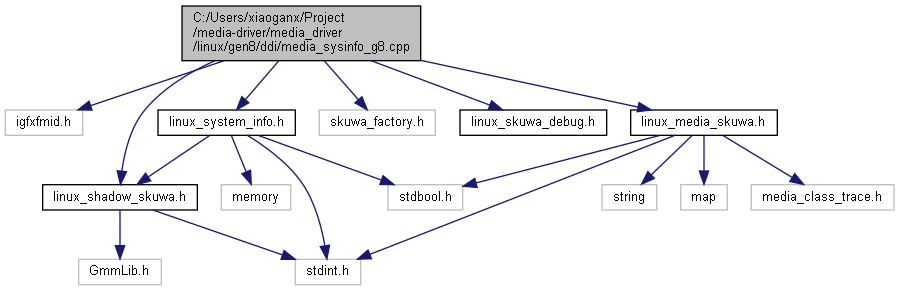 C:/Users/xiaoganx/Project
/media-driver/media_driver
/linux/gen8/ddi/media_sysinfo_g8.cpp
igfxfmid.h
linux_system_info.h
skuwa_factory.h
linux_skuwa_debug.h
linux_media_skuwa.h
linux_shadow_skuwa.h
memory
stdbool.h
string
map
media_class_trace.h
GmmLib.h
stdint.h